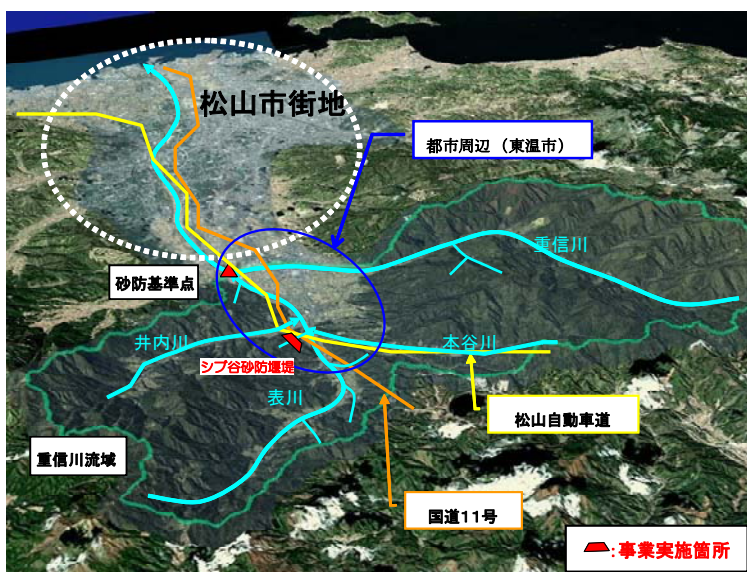 松山市街地
都市周辺（東温市）
重信川
砂防基準点
井内川
本谷川
シブ谷砂防堰堤
表川
松山自動車道
重信川流域
国道11号
:事業実施箇所